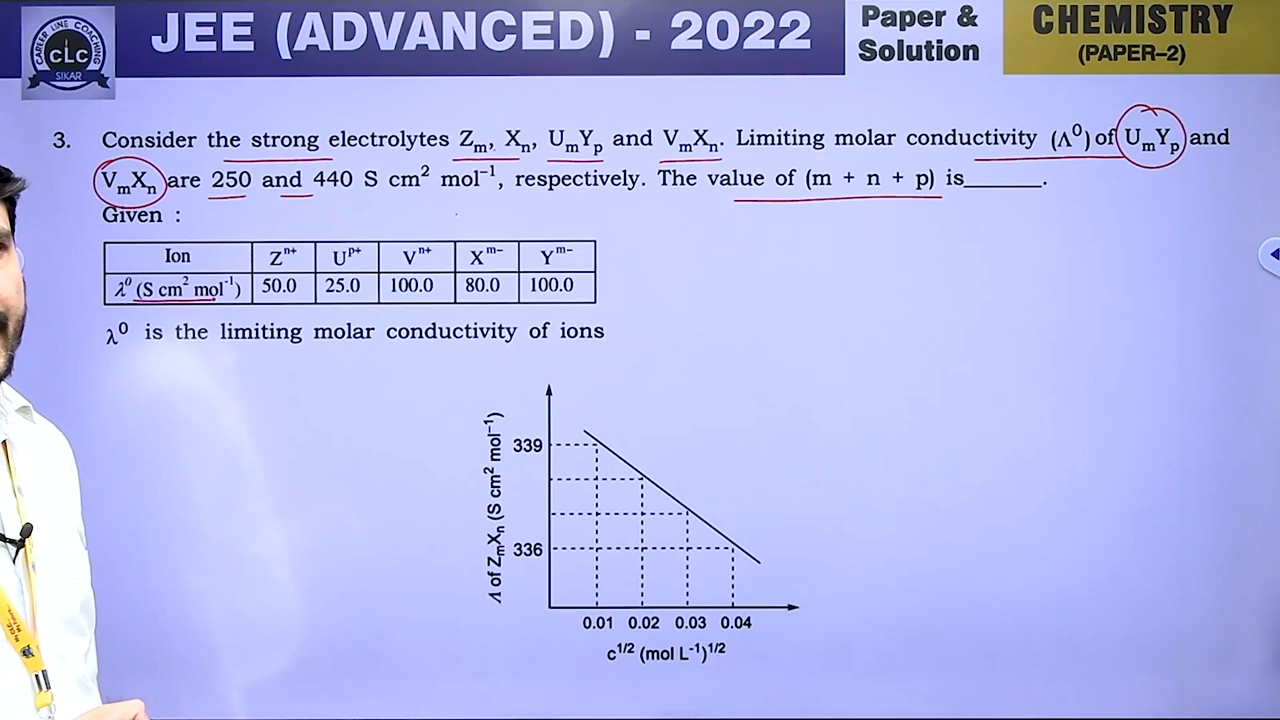 CAREER LINE COACHING
CLC
SIKAR
JEE (ADVANCED) - 2022
Paper &
Solution
CHEMISTRY
(PAPER–2)
3. Consider the strong electrolytes Zₘ, Xₙ, UₘYₚ and VₘXₙ. Limiting molar conductivity (Λ⁰) of UₘYₚ and
VₘXₙ are 250 and 440 S cm² mol⁻¹, respectively. The value of (m + n + p) is______.
Given :
Ion Zⁿ⁺ Uᵖ⁺ Vⁿ⁺ Xᵐ⁻ Yᵐ⁻
λ⁰ (S cm² mol⁻¹) 50.0 25.0 100.0 80.0 100.0
λ⁰ is the limiting molar conductivity of ions
Λ of ZₘXₙ (S cm² mol⁻¹)
339
336
0.01 0.02 0.03 0.04
c¹/² (mol L⁻¹)¹/²